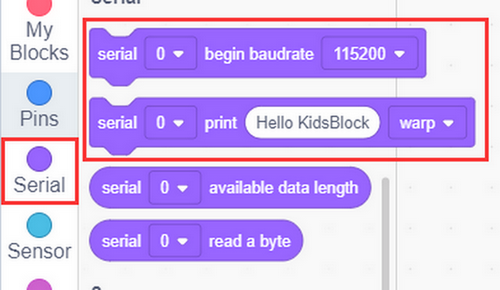 Serial
My
Blocks
Pins
Serial
Sensor
serial 0 begin baudrate 115200
serial 0 print Hello KidsBlock warp
serial 0 available data length
serial 0 read a byte